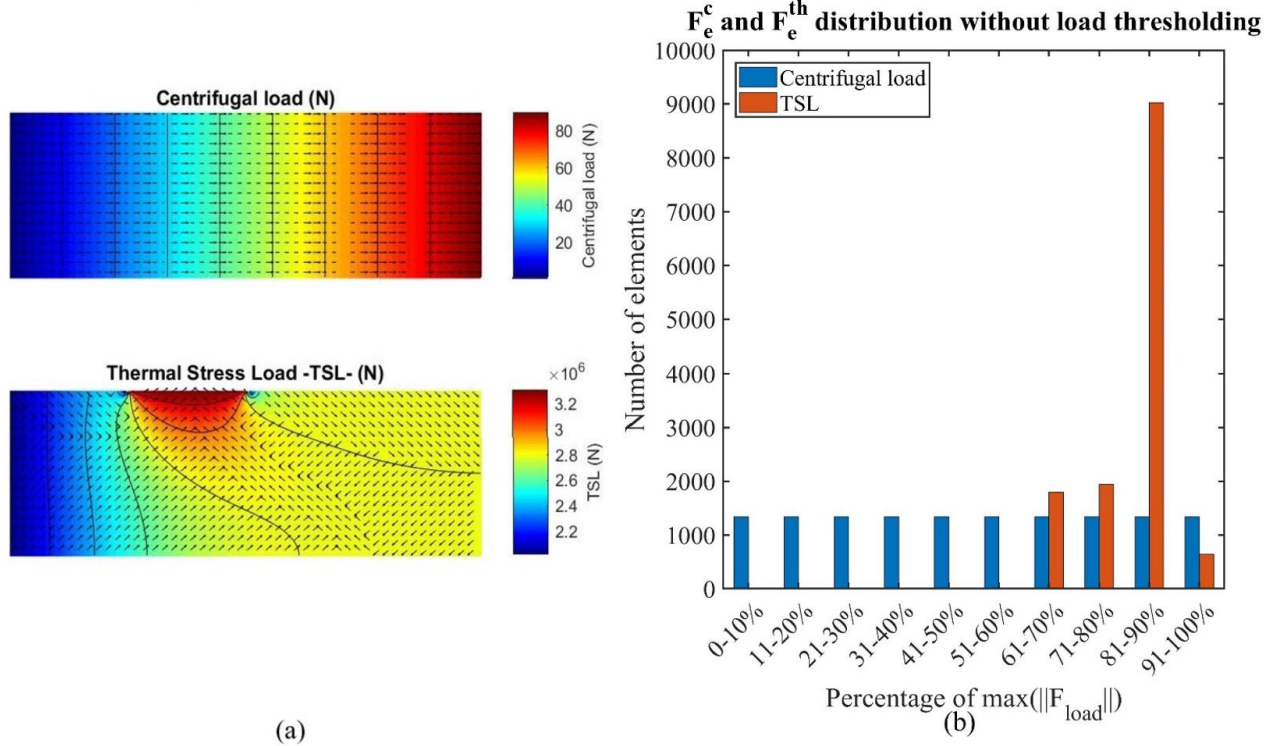 Centrifugal load (N)
80
60
40
20
Centrifugal load (N)
Thermal Stress Load -TSL- (N)
×10^6
3.2
3
2.8
2.6
2.4
2.2
TSL (N)
(a)
F_e^c and F_e^th distribution without load thresholding
Centrifugal load
TSL
10000
9000
8000
7000
6000
5000
4000
3000
2000
1000
0
Number of elements
0-10%
11-20%
21-30%
31-40%
41-50%
51-60%
61-70%
71-80%
81-90%
91-100%
Percentage of max(||F_load||)
(b)